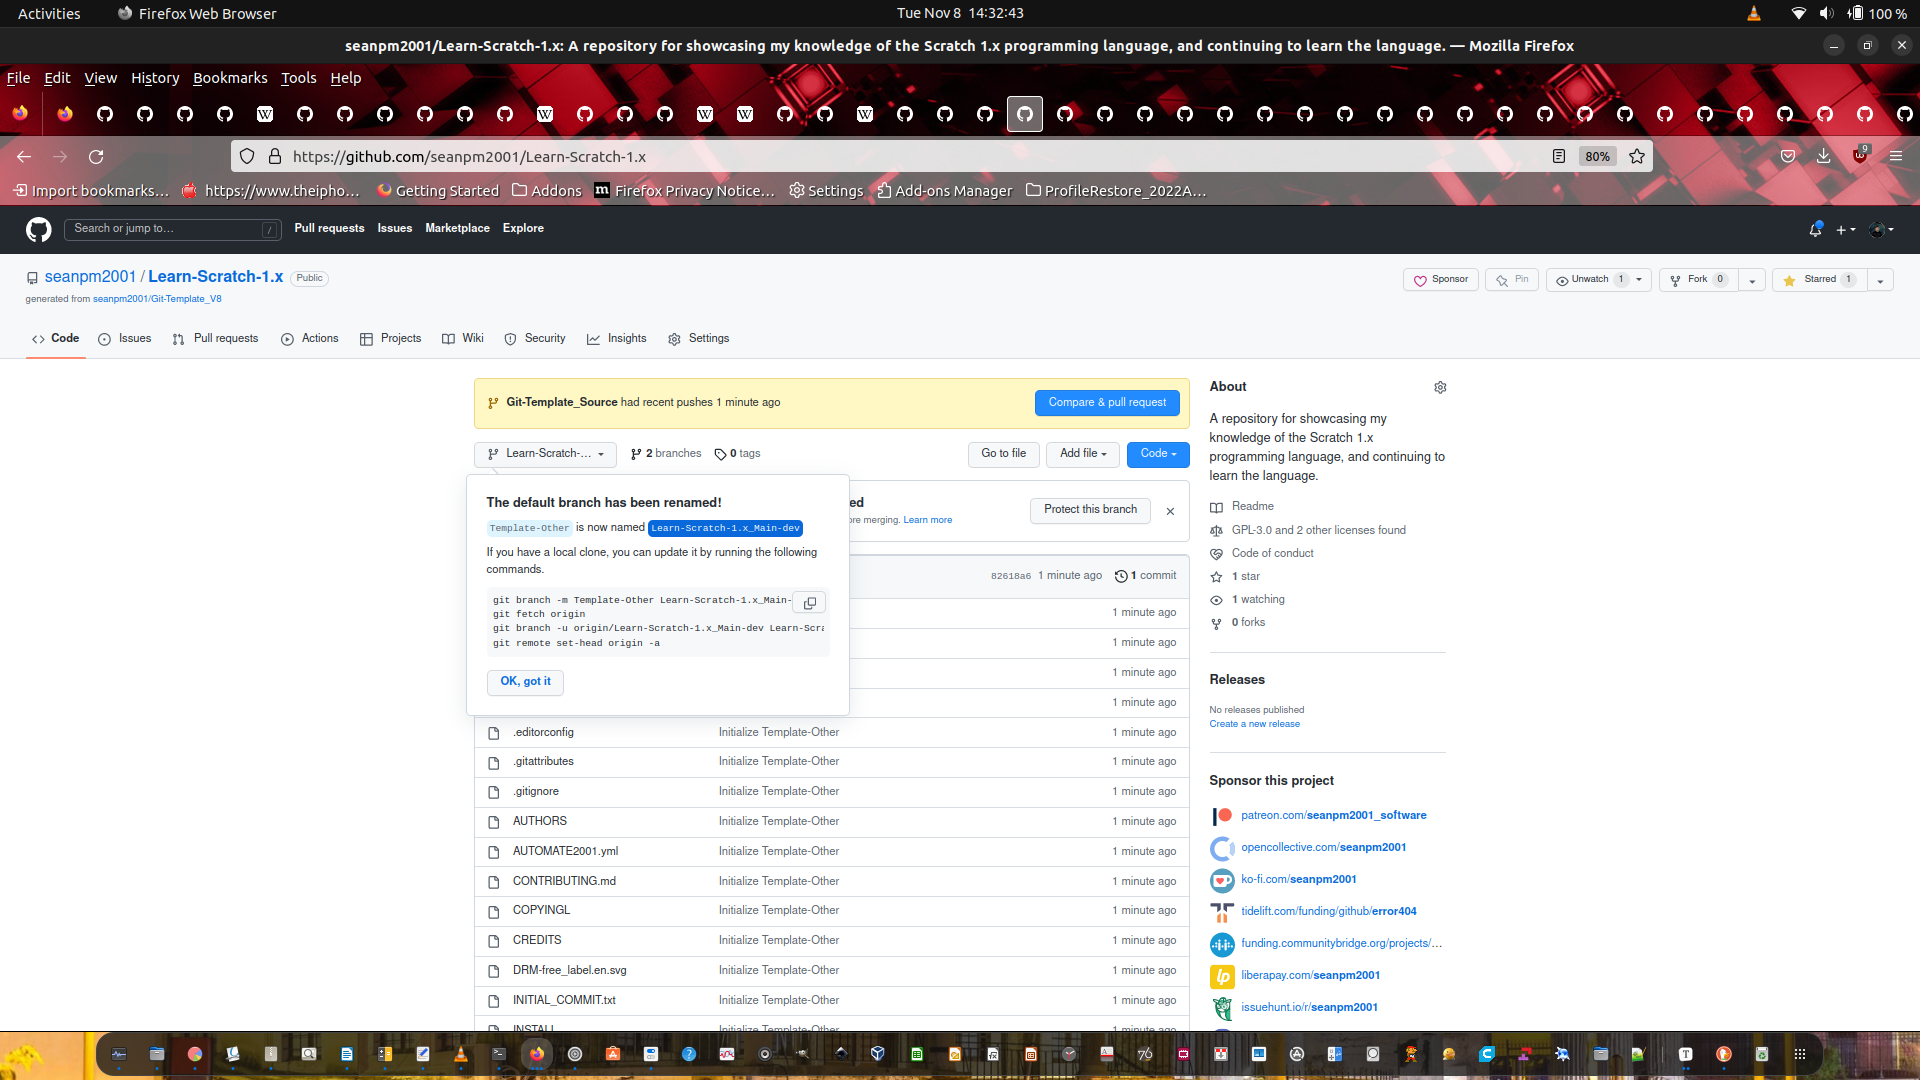 Activities
Firefox Web Browser
Tue Nov 8 14:32:43
100 %
seanpm2001/Learn-Scratch-1.x: A repository for showcasing my knowledge of the Scratch 1.x programming language, and continuing to learn the language. — Mozilla Firefox
File Edit View History Bookmarks Tools Help
https://github.com/seanpm2001/Learn-Scratch-1.x
80%
9
Import bookmarks… https://www.theipho… Getting Started Addons Firefox Privacy Notice… Settings Add-ons Manager ProfileRestore_2022A…
Search or jump to… /
Pull requests Issues Marketplace Explore
seanpm2001 / Learn-Scratch-1.x Public
Sponsor Pin Unwatch 1 Fork 0 Starred 1
generated from seanpm2001/Git-Template_V8
Code Issues Pull requests Actions Projects Wiki Security Insights Settings
Git-Template_Source had recent pushes 1 minute ago
Compare & pull request
Learn-Scratch-… 2 branches 0 tags
Go to file Add file Code
The default branch has been renamed!
Template-Other is now named Learn-Scratch-1.x_Main-dev
If you have a local clone, you can update it by running the following
commands.
git branch -m Template-Other Learn-Scratch-1.x_Main-
git fetch origin
git branch -u origin/Learn-Scratch-1.x_Main-dev Learn-Scra
git remote set-head origin -a
OK, got it
ed
ore merging. Learn more
Protect this branch
82618a6 1 minute ago 1 commit
1 minute ago
1 minute ago
1 minute ago
1 minute ago
.editorconfig Initialize Template-Other 1 minute ago
.gitattributes Initialize Template-Other 1 minute ago
.gitignore Initialize Template-Other 1 minute ago
AUTHORS Initialize Template-Other 1 minute ago
AUTOMATE2001.yml Initialize Template-Other 1 minute ago
CONTRIBUTING.md Initialize Template-Other 1 minute ago
COPYINGL Initialize Template-Other 1 minute ago
CREDITS Initialize Template-Other 1 minute ago
DRM-free_label.en.svg Initialize Template-Other 1 minute ago
INITIAL_COMMIT.txt Initialize Template-Other 1 minute ago
INSTALL Initialize Template-Other 1 minute ago
About
A repository for showcasing my
knowledge of the Scratch 1.x
programming language, and continuing to
learn the language.
Readme
GPL-3.0 and 2 other licenses found
Code of conduct
1 star
1 watching
0 forks
Releases
No releases published
Create a new release
Sponsor this project
patreon.com/seanpm2001_software
opencollective.com/seanpm2001
ko-fi.com/seanpm2001
tidelift.com/funding/github/error404
funding.communitybridge.org/projects/…
lp liberapay.com/seanpm2001
issuehunt.io/r/seanpm2001